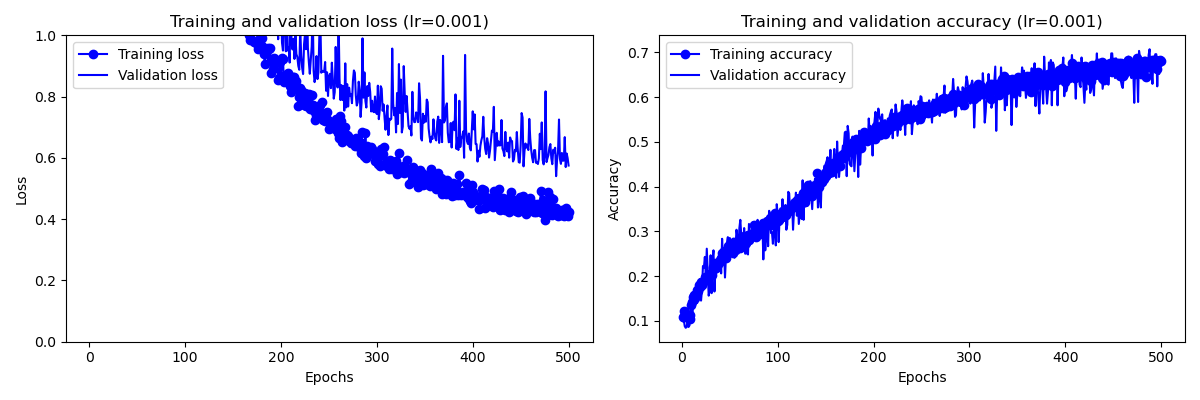 Training and validation loss (lr=0.001)
Training loss
Validation loss
Loss
1.0
0.8
0.6
0.4
0.2
0.0
0 100 200 300 400 500
Epochs
Training and validation accuracy (lr=0.001)
Training accuracy
Validation accuracy
Accuracy
0.7
0.6
0.5
0.4
0.3
0.2
0.1
0 100 200 300 400 500
Epochs